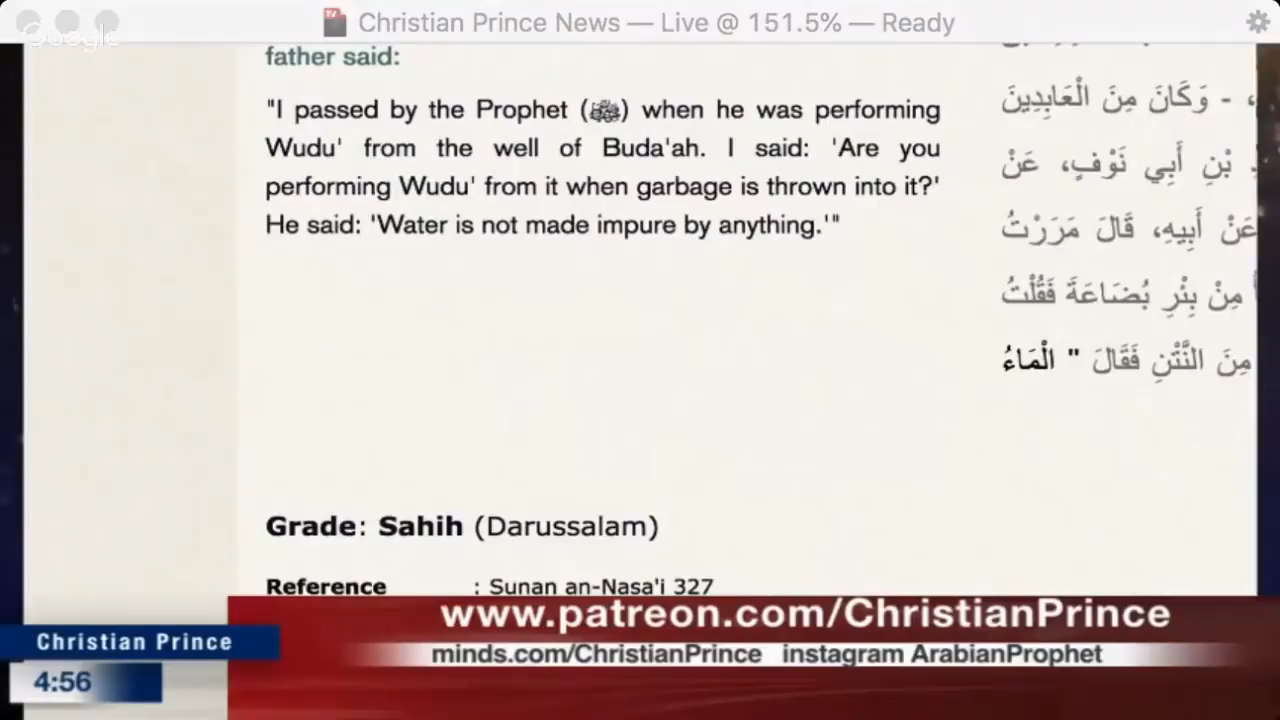 Christian Prince News — Live @ 151.5% — Ready
Google
father said:
"I passed by the Prophet (ﷺ) when he was performing
Wudu' from the well of Buda'ah. I said: 'Are you
performing Wudu' from it when garbage is thrown into it?'
He said: 'Water is not made impure by anything.'"
، - وَكَانَ مِنَ الْعَابِدِينَ
بْنِ أَبِي نَوْفٍ، عَنْ
عَنْ أَبِيهِ، قَالَ مَرَرْتُ
مِنْ بِئْرِ بُضَاعَةَ فَقُلْتُ
مِنَ النَّتْنِ فَقَالَ " الْمَاءُ
Grade: Sahih (Darussalam)
Reference : Sunan an-Nasa'i 327
www.patreon.com/ChristianPrince
Christian Prince
minds.com/ChristianPrince instagram ArabianProphet
4:56